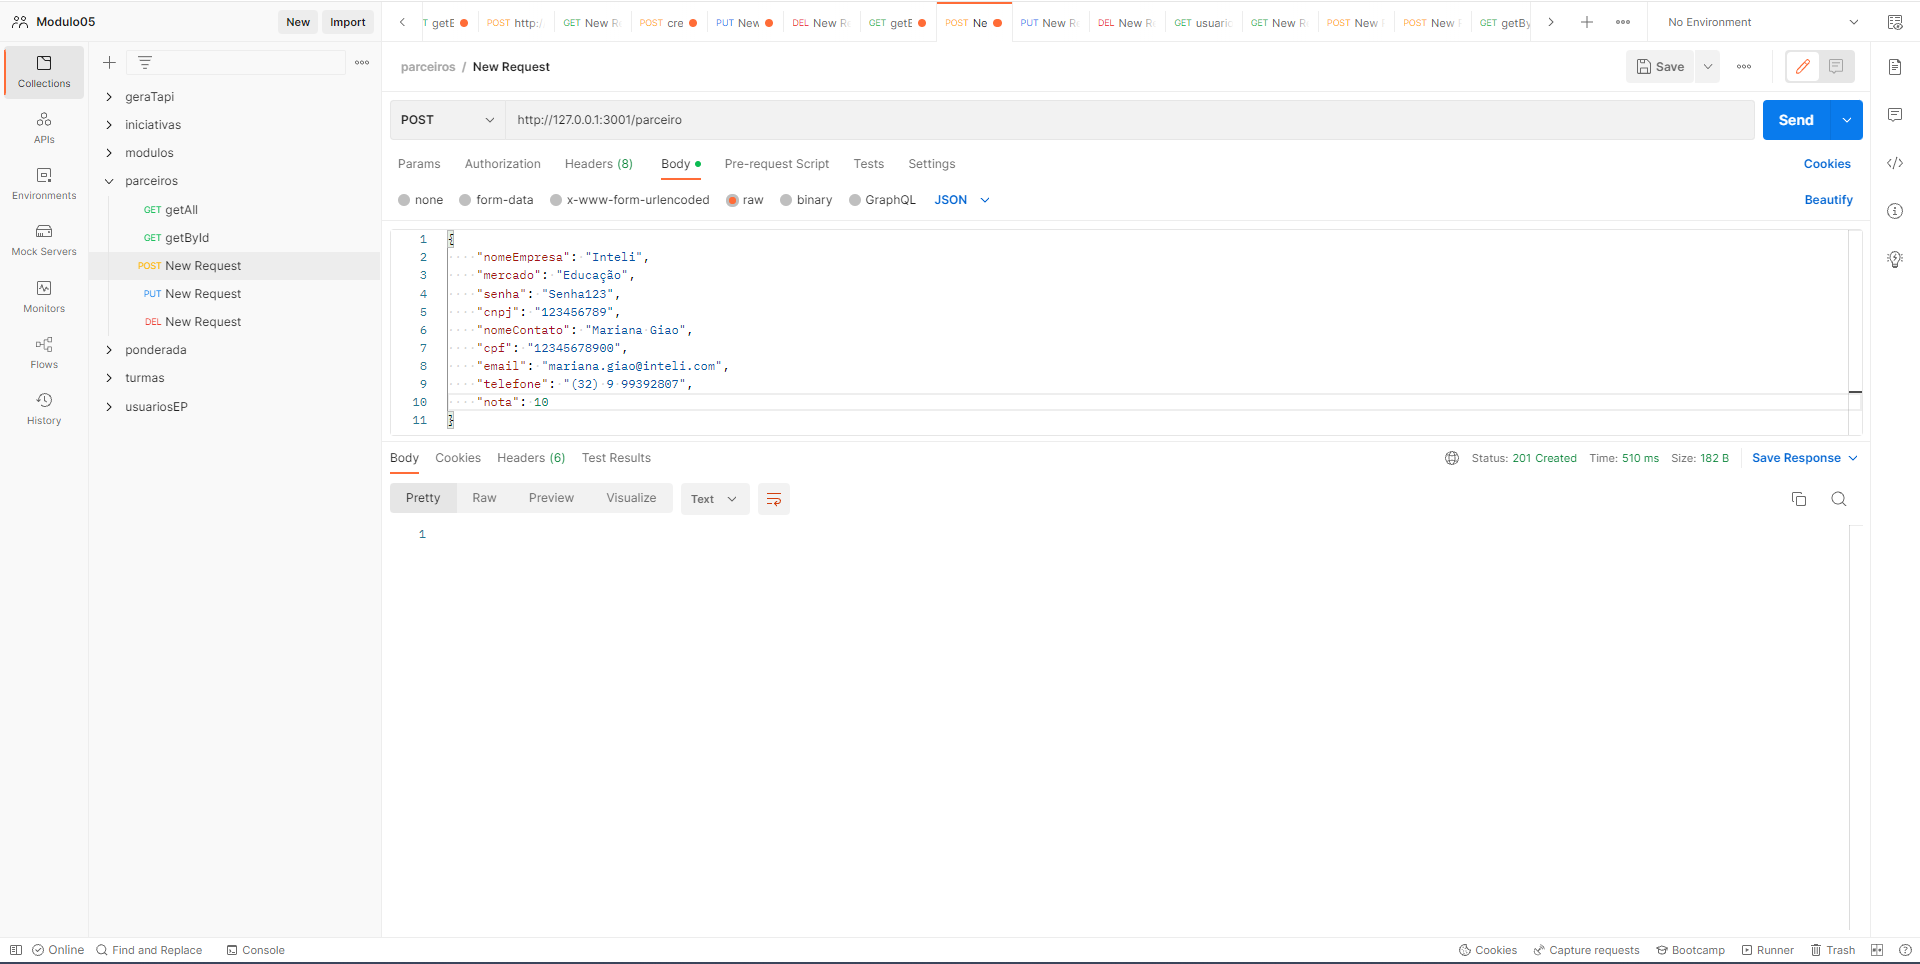 Modulo05
New
Import
T getE
POST http:/
GET New R
POST cre
PUT New
DEL New R
GET getE
POST Ne
PUT New R
DEL New R
GET usuari
GET New R
POST New
POST New
GET getBy
No Environment
Collections
APIs
Environments
Mock Servers
Monitors
Flows
History
geraTapi
iniciativas
modulos
parceiros
GET getAll
GET getById
POST New Request
PUT New Request
DEL New Request
ponderada
turmas
usuariosEP
parceiros / New Request
Save
POST
http://127.0.0.1:3001/parceiro
Send
Params
Authorization
Headers (8)
Body
Pre-request Script
Tests
Settings
Cookies
none
form-data
x-www-form-urlencoded
raw
binary
GraphQL
JSON
Beautify
1 {
2 "nomeEmpresa": "Inteli",
3 "mercado": "Educação",
4 "senha": "Senha123",
5 "cnpj": "123456789",
6 "nomeContato": "Mariana Giao",
7 "cpf": "12345678900",
8 "email": "mariana.giao@inteli.com",
9 "telefone": "(32) 9 99392807",
10 "nota": 10
11 }
Body
Cookies
Headers (6)
Test Results
Status: 201 Created
Time: 510 ms
Size: 182 B
Save Response
Pretty
Raw
Preview
Visualize
Text
1
Online
Find and Replace
Console
Cookies
Capture requests
Bootcamp
Runner
Trash